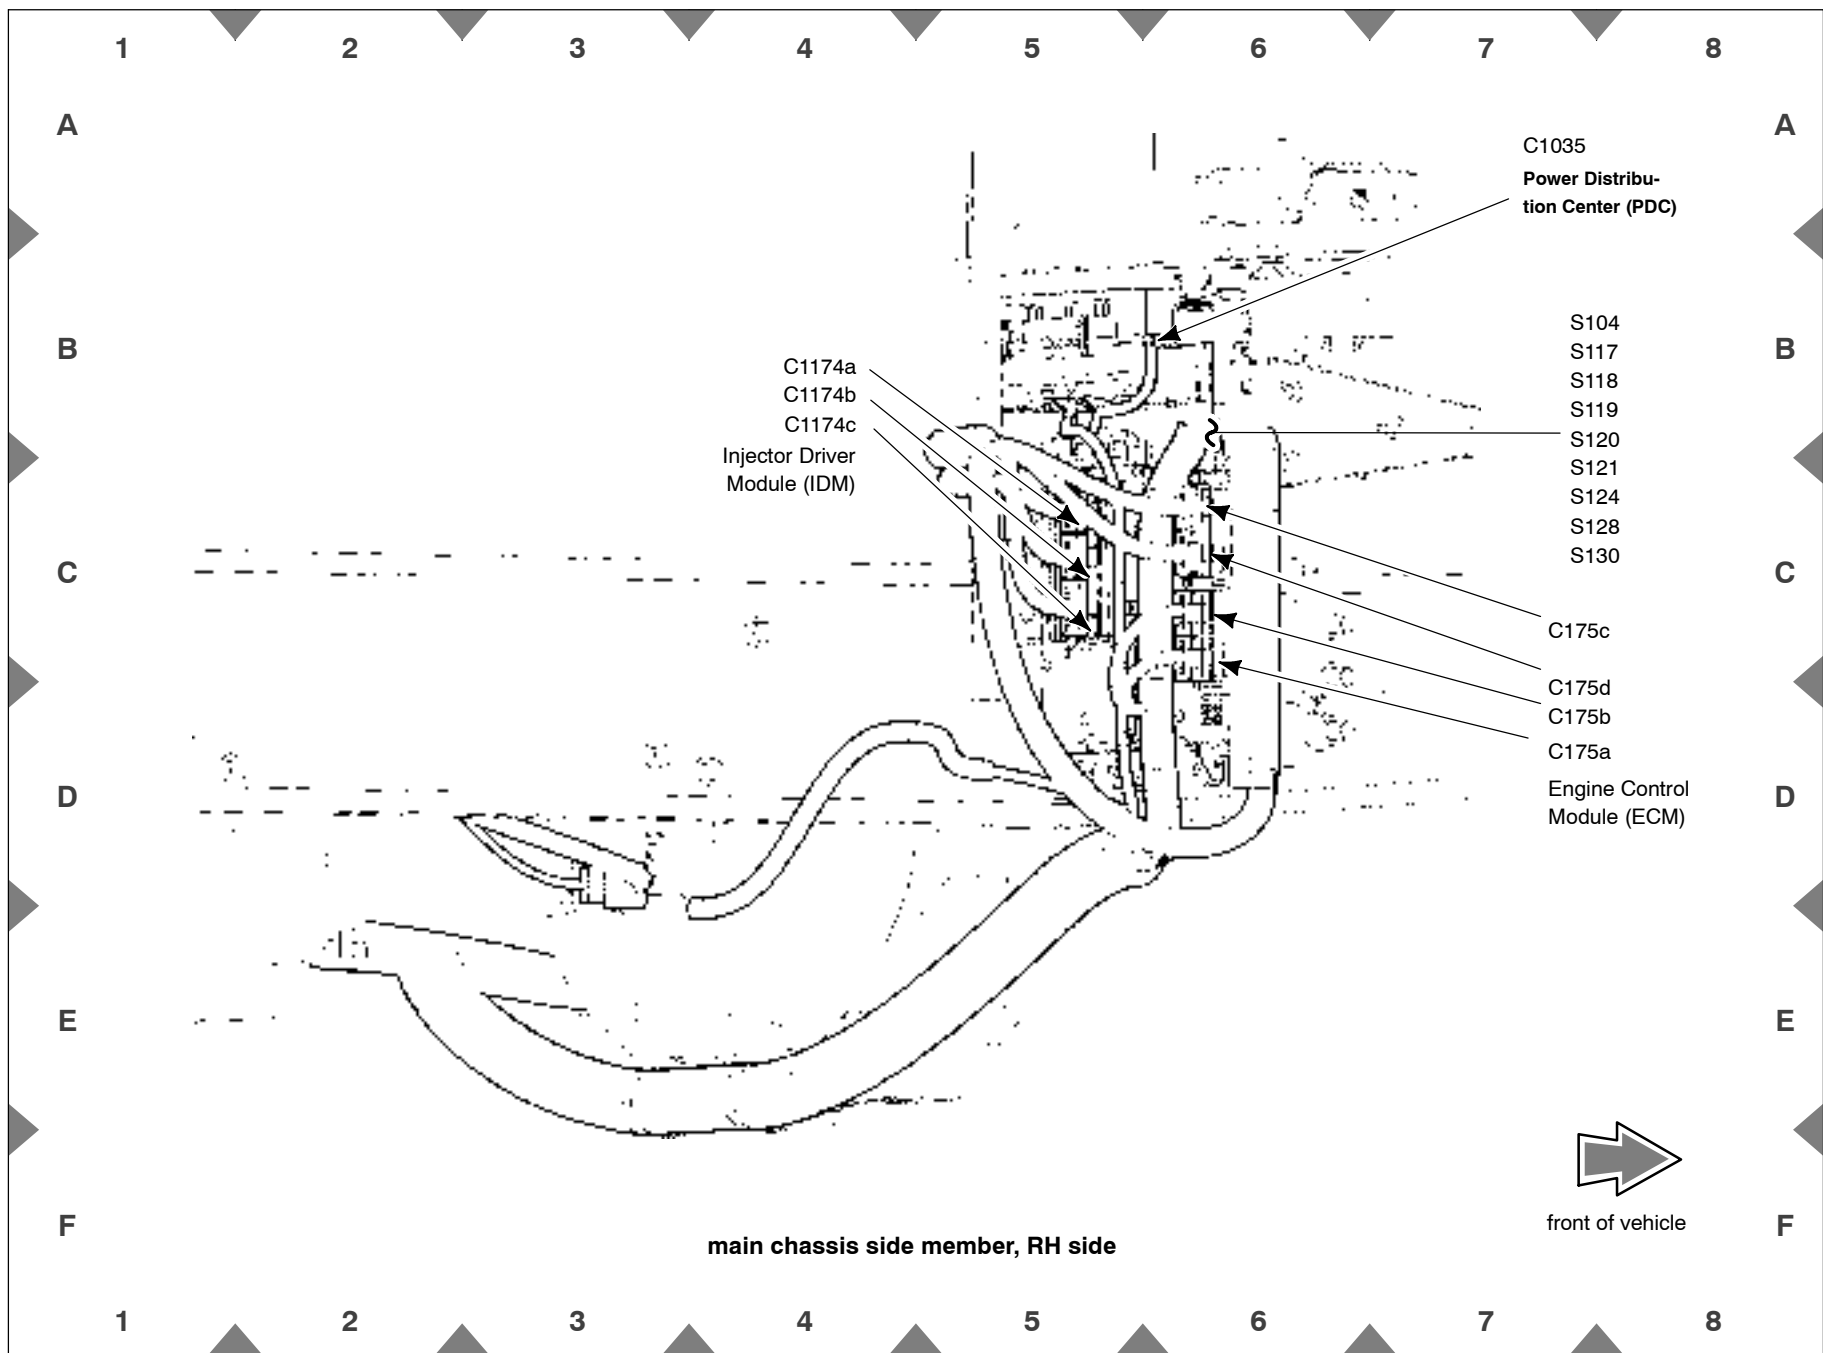 1 2 3 4 5 6 7 8
A A
C1035
Power Distribu-
tion Center (PDC)
B B
C1174a
C1174b
C1174c
Injector Driver
Module (IDM)
S104
S117
S118
S119
S120
S121
S124
S128
S130
C C
C175c
C175d
C175b
C175a
Engine Control
Module (ECM)
D D
E E
front of vehicle
F F
main chassis side member, RH side
1 2 3 4 5 6 7 8